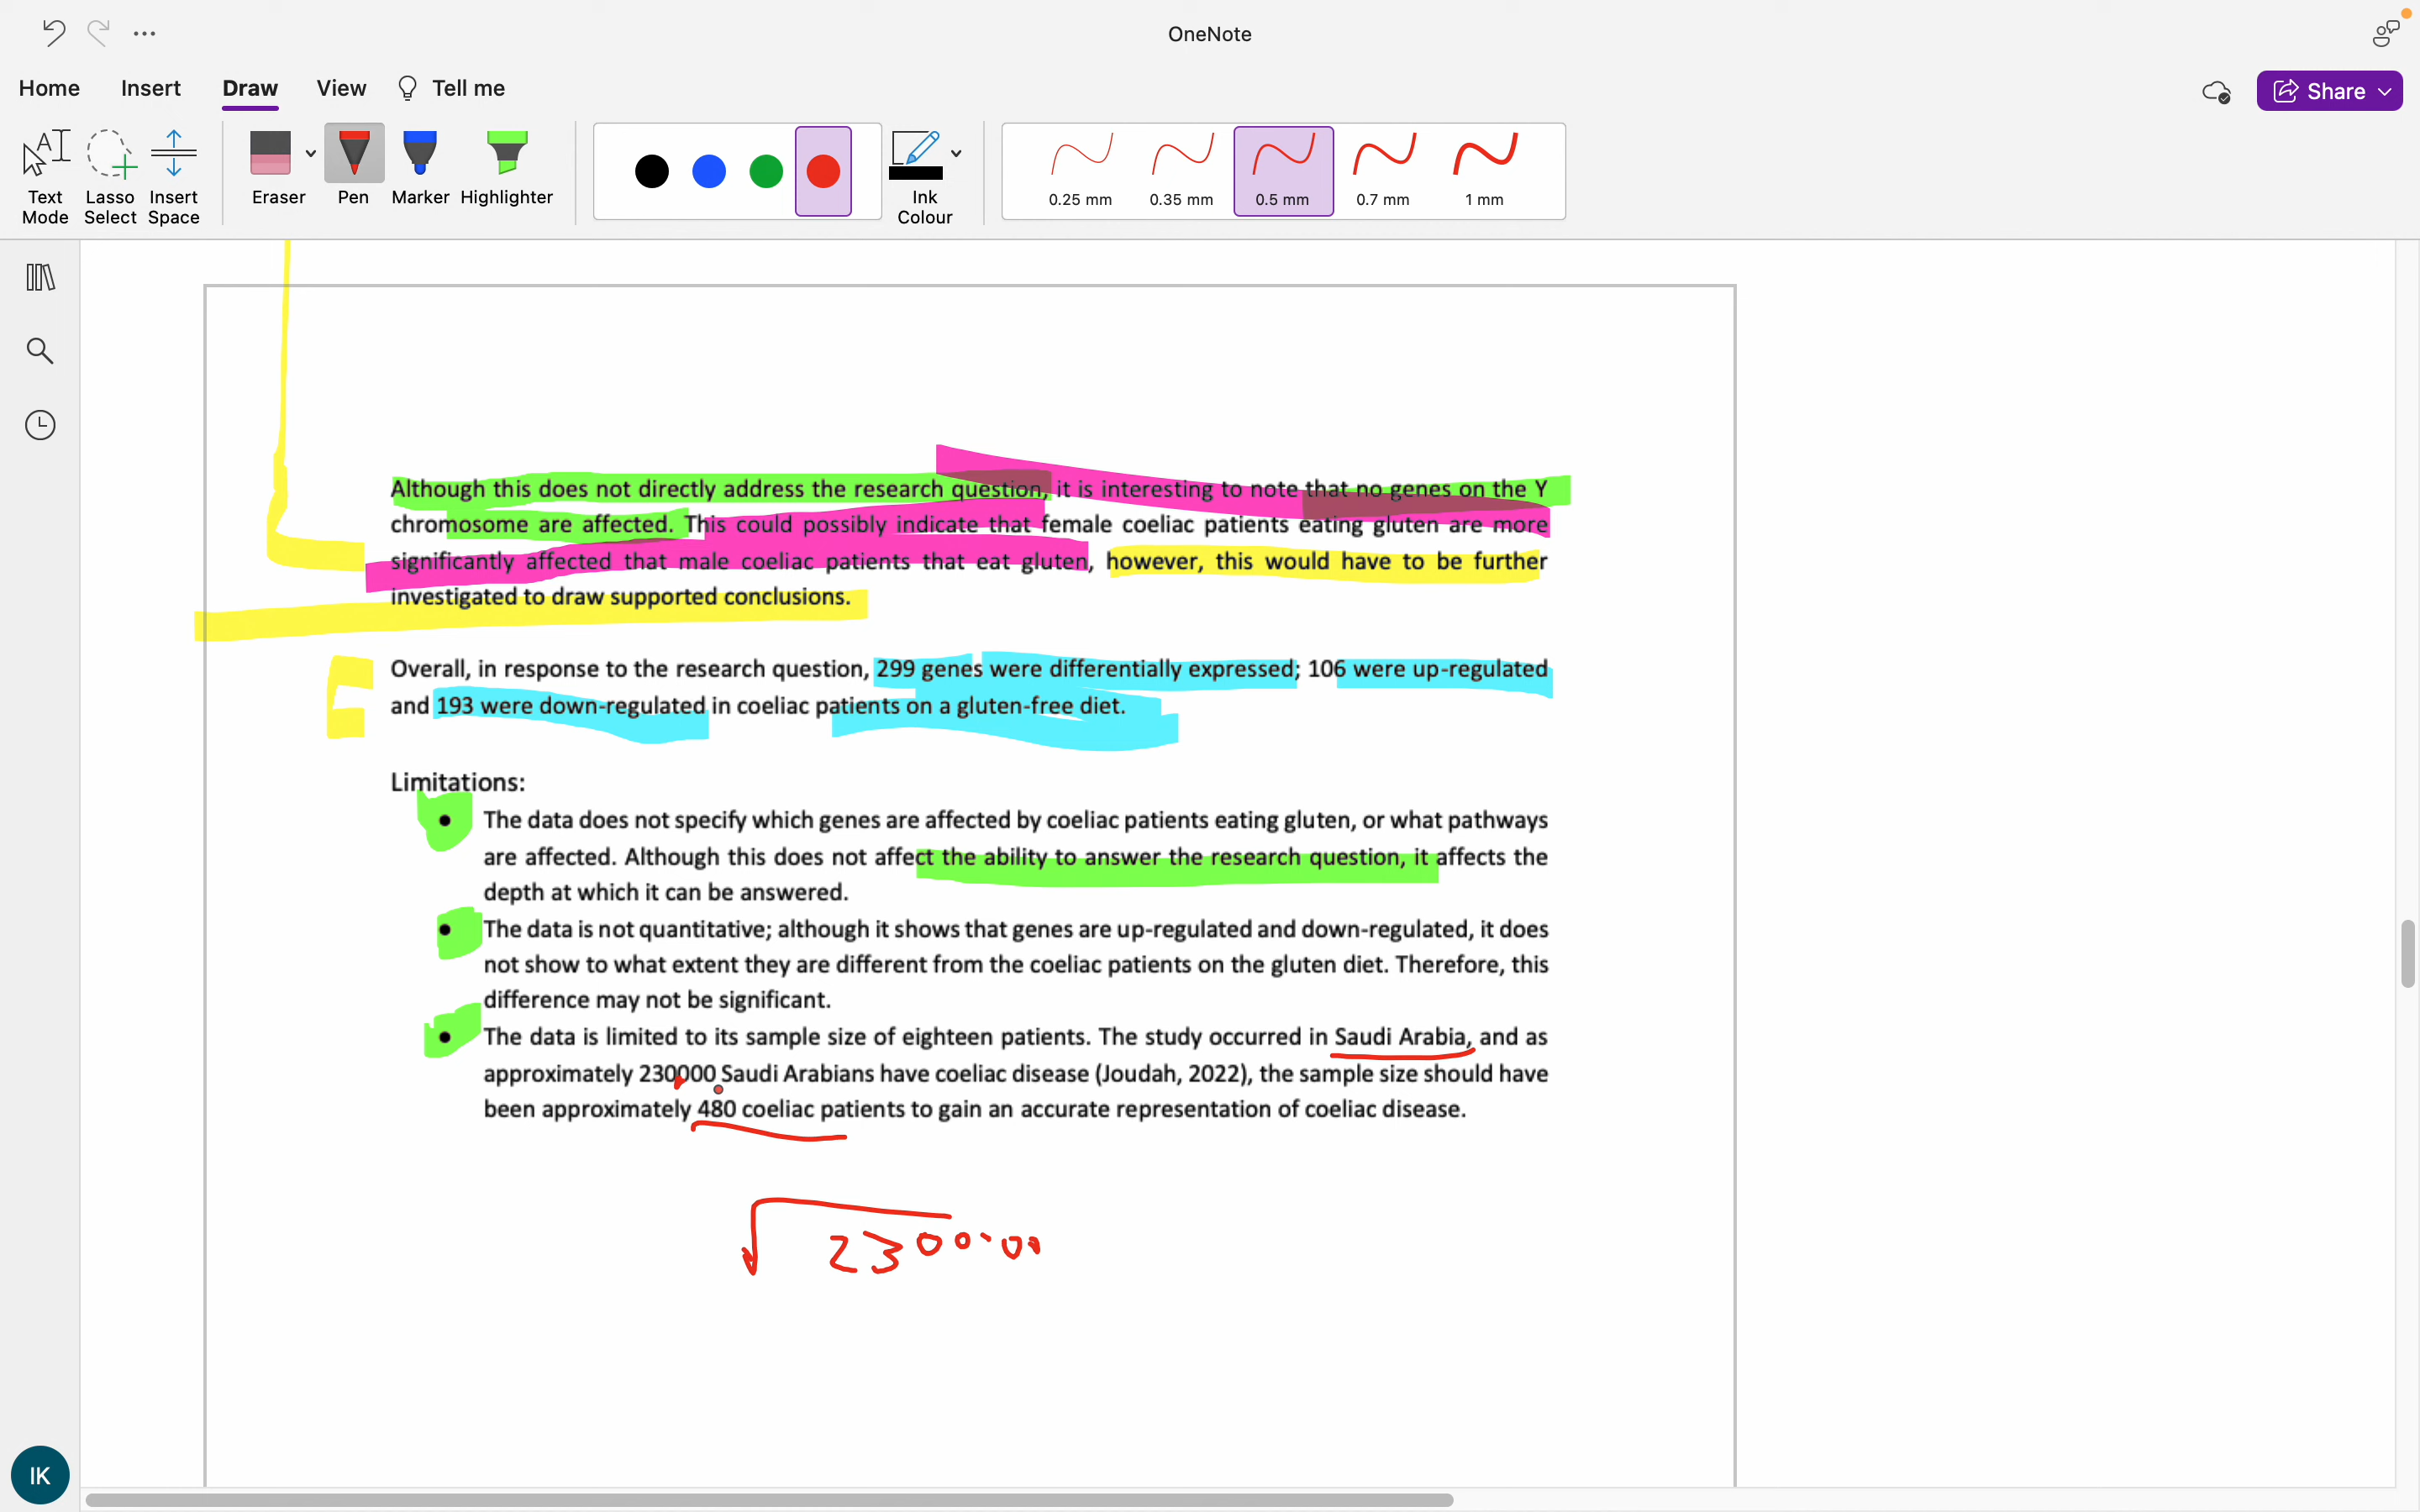 OneNote
Home Insert Draw View Tell me
Share
Text Mode
Lasso Select
Insert Space
Eraser
Pen
Marker
Highlighter
Ink Colour
0.25 mm
0.35 mm
0.5 mm
0.7 mm
1 mm
Although this does not directly address the research question, it is interesting to note that no genes on the Y
chromosome are affected. This could possibly indicate that female coeliac patients eating gluten are more
significantly affected that male coeliac patients that eat gluten, however, this would have to be further
investigated to draw supported conclusions.
Overall, in response to the research question, 299 genes were differentially expressed; 106 were up-regulated
and 193 were down-regulated in coeliac patients on a gluten-free diet.
Limitations:
• The data does not specify which genes are affected by coeliac patients eating gluten, or what pathways
are affected. Although this does not affect the ability to answer the research question, it affects the
depth at which it can be answered.
• The data is not quantitative; although it shows that genes are up-regulated and down-regulated, it does
not show to what extent they are different from the coeliac patients on the gluten diet. Therefore, this
difference may not be significant.
• The data is limited to its sample size of eighteen patients. The study occurred in Saudi Arabia, and as
approximately 230000 Saudi Arabians have coeliac disease (Joudah, 2022), the sample size should have
been approximately 480 coeliac patients to gain an accurate representation of coeliac disease.
IK